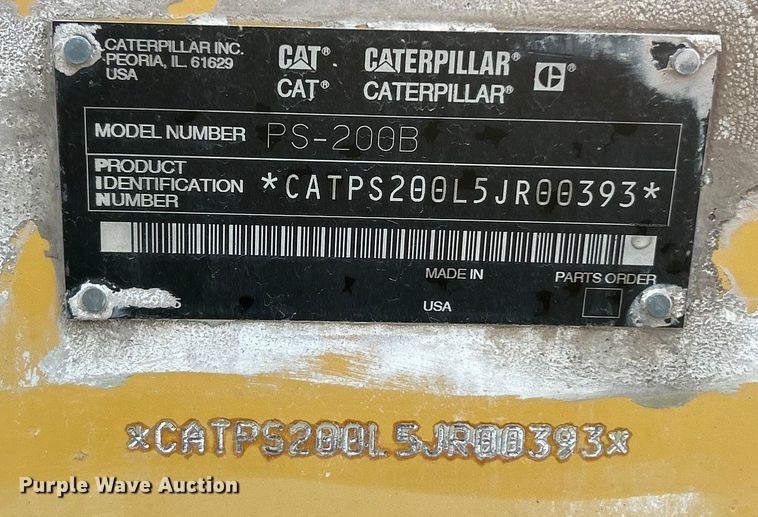 CATERPILLAR INC.
PEORIA, IL 61629
USA
CAT® CATERPILLAR® ®
CAT® CATERPILLAR®
MODEL NUMBER PS-200B
PRODUCT
IDENTIFICATION
NUMBER
*CATPS200L5JR00393*
MADE IN
USA
PARTS ORDER
*CATPS200L5JR00393*
Purple Wave Auction